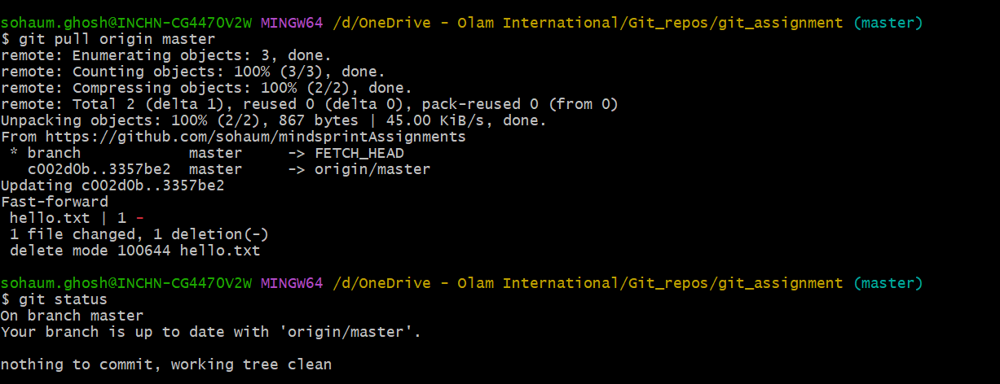 sohaum.ghosh@INCHN-CG4470V2W MINGW64 /d/OneDrive - Olam International/Git_repos/git_assignment (master)
$ git pull origin master
remote: Enumerating objects: 3, done.
remote: Counting objects: 100% (3/3), done.
remote: Compressing objects: 100% (2/2), done.
remote: Total 2 (delta 1), reused 0 (delta 0), pack-reused 0 (from 0)
Unpacking objects: 100% (2/2), 867 bytes | 45.00 KiB/s, done.
From https://github.com/sohaum/mindsprintAssignments
 * branch            master     -> FETCH_HEAD
   c002d0b..3357be2  master     -> origin/master
Updating c002d0b..3357be2
Fast-forward
 hello.txt | 1 -
 1 file changed, 1 deletion(-)
 delete mode 100644 hello.txt
sohaum.ghosh@INCHN-CG4470V2W MINGW64 /d/OneDrive - Olam International/Git_repos/git_assignment (master)
$ git status
On branch master
Your branch is up to date with 'origin/master'.
nothing to commit, working tree clean